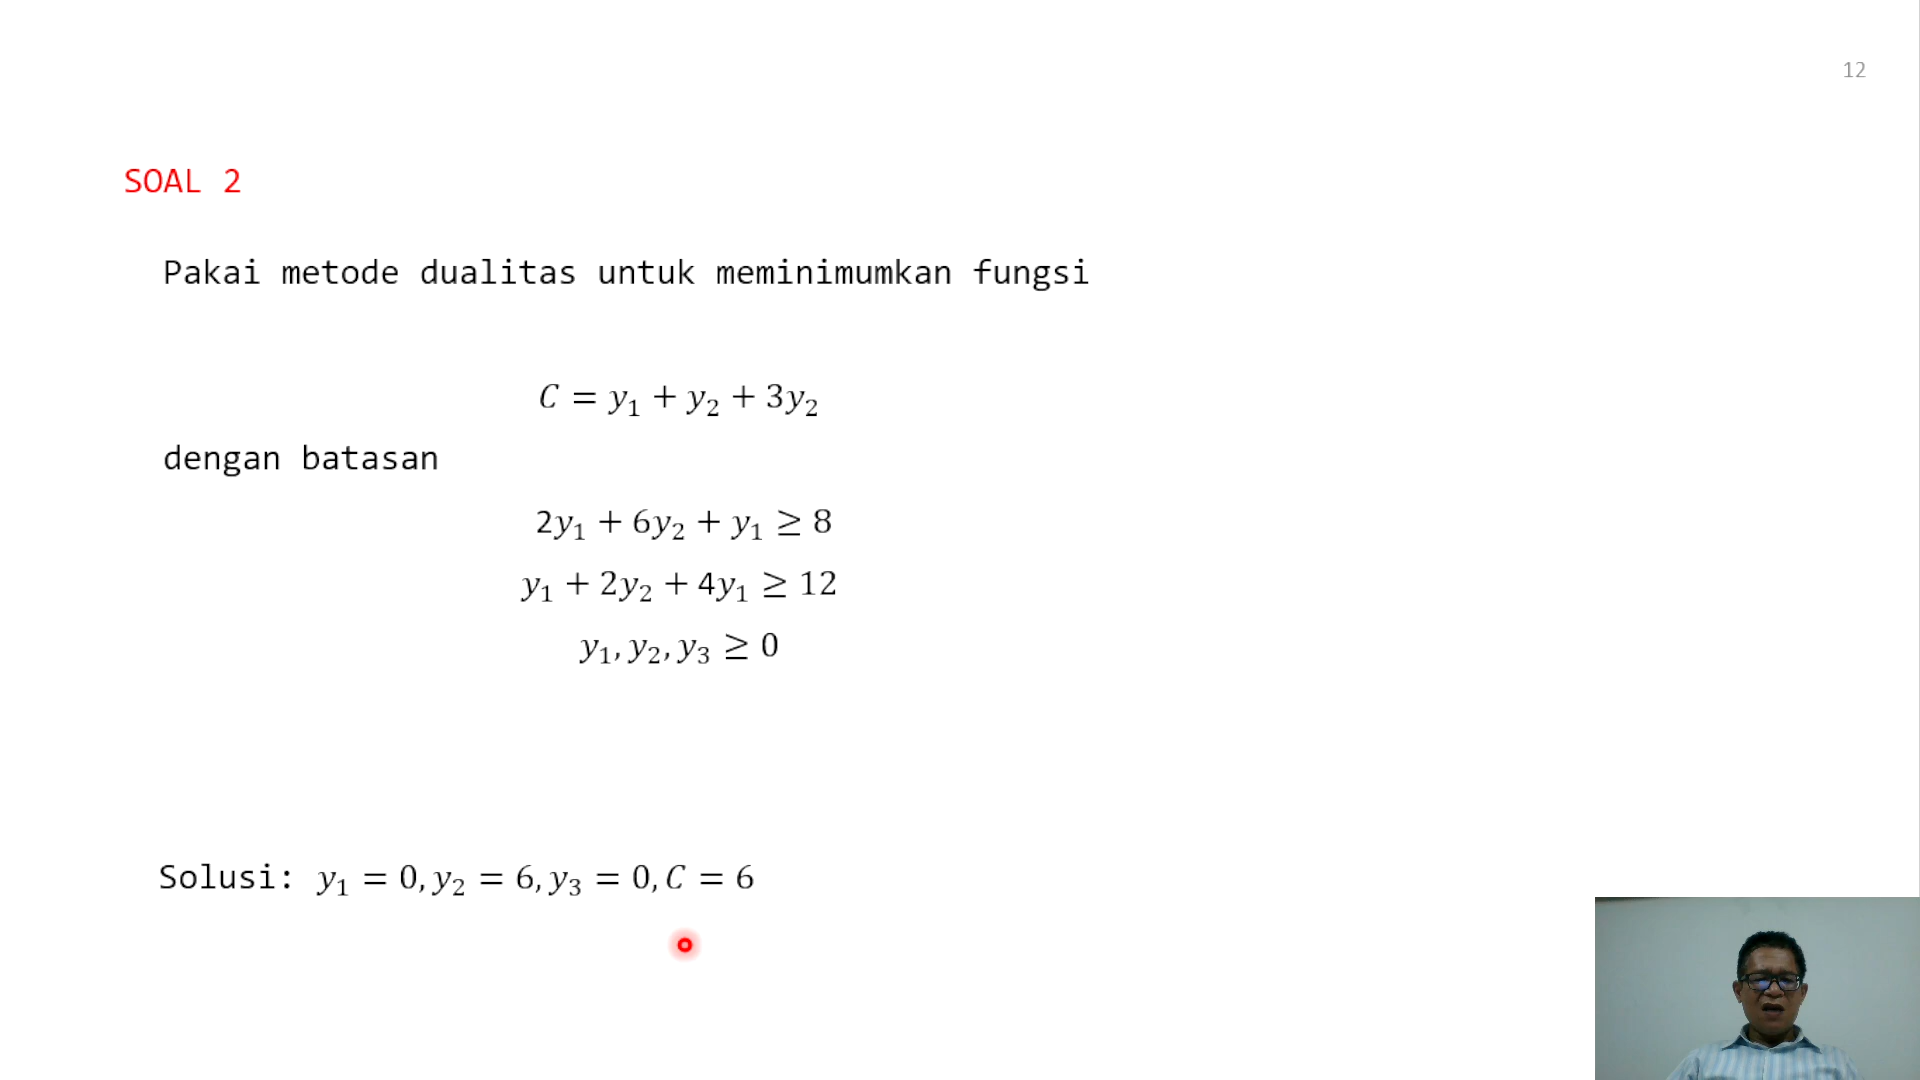 12
SOAL 2
Pakai metode dualitas untuk meminimumkan fungsi
C = y₁ + y₂ + 3y₂
dengan batasan
2y₁ + 6y₂ + y₁ ≥ 8
y₁ + 2y₂ + 4y₁ ≥ 12
y₁, y₂, y₃ ≥ 0
Solusi: y₁ = 0, y₂ = 6, y₃ = 0, C = 6